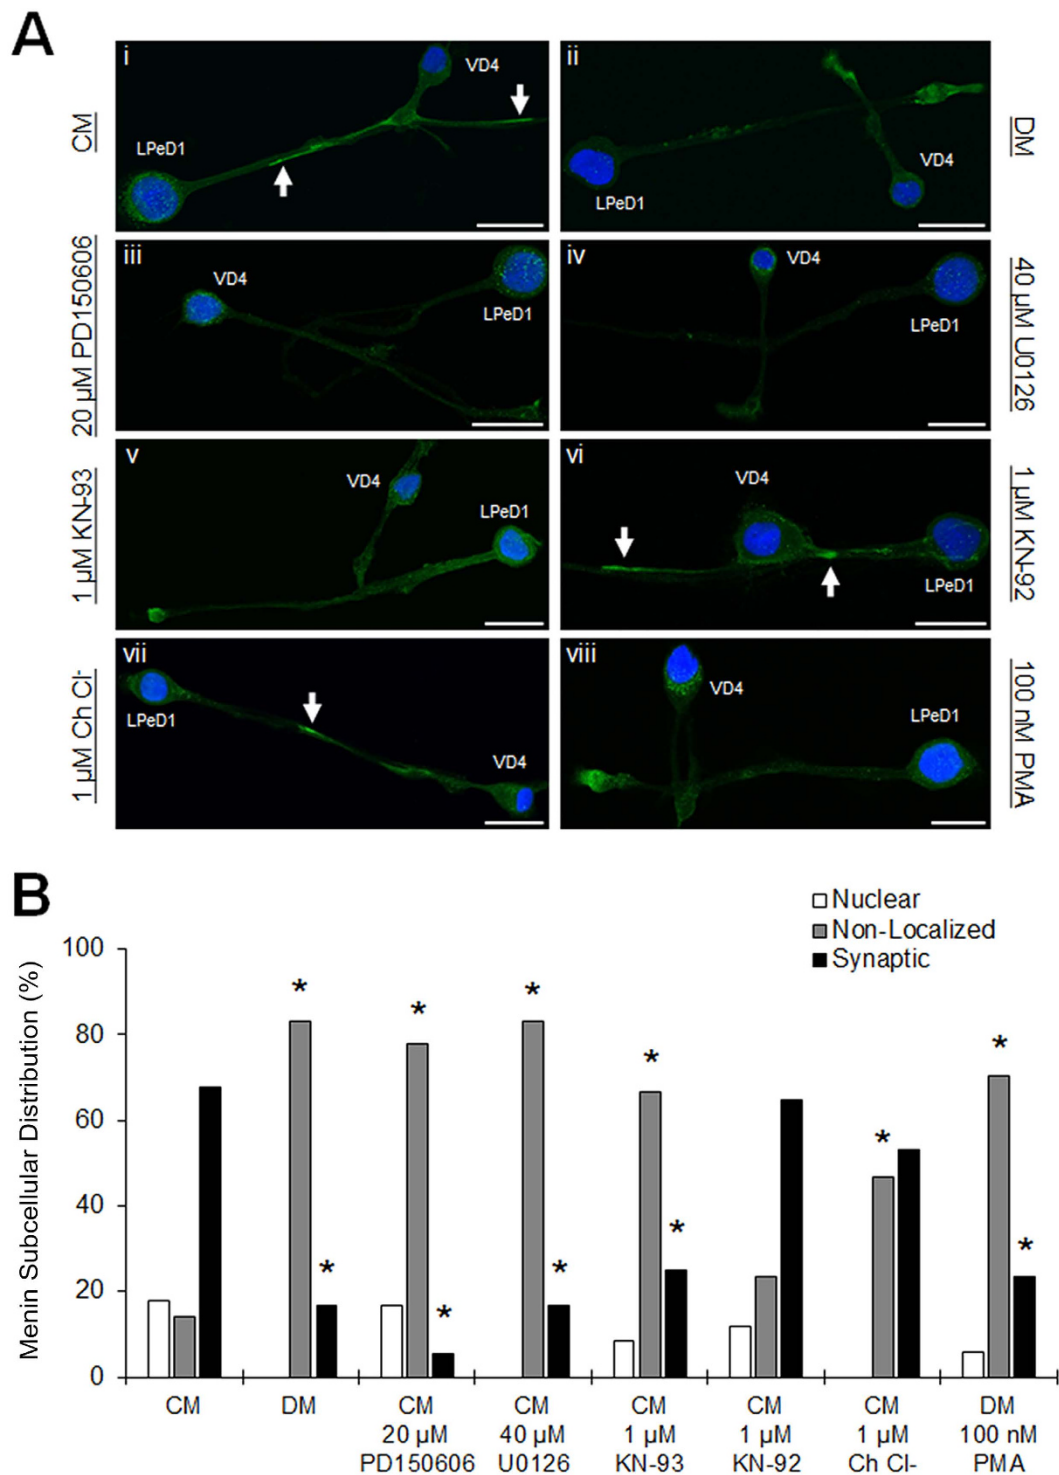 A
CM
i
VD4
LPeD1
ii
VD4
LPeD1
DM
20 µM PD150606
iii
VD4
LPeD1
iv
VD4
LPeD1
40 µM U0126
1 µM KN-93
v
VD4
LPeD1
vi
VD4
LPeD1
1 µM KN-92
1 µM Ch Cl-
vii
LPeD1
VD4
viii
VD4
LPeD1
100 nM PMA
B
Nuclear
Non-Localized
Synaptic
Menin Subcellular Distribution (%)
100
80
60
40
20
0
* * * * * * * * * * *
CM
DM
CM
20 µM
PD150606
CM
40 µM
U0126
CM
1 µM
KN-93
CM
1 µM
KN-92
CM
1 µM
Ch Cl-
DM
100 nM
PMA